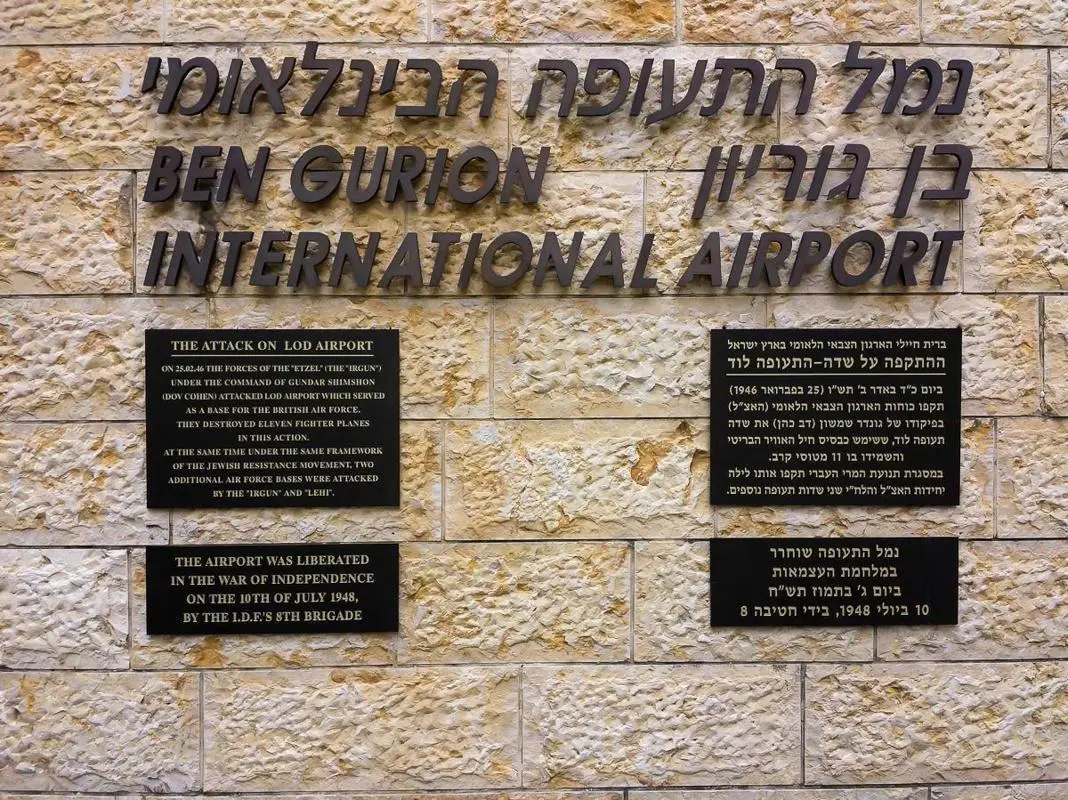 נמל התעופה הבינלאומי
בן גוריון
BEN GURION
INTERNATIONAL AIRPORT
THE ATTACK ON LOD AIRPORT
ON 25.02.46 THE FORCES OF THE "ETZEL" (THE "IRGUN")
UNDER THE COMMAND OF GUNDAR SHIMSHON
(DOV COHEN) ATTACKED LOD AIRPORT WHICH SERVED
AS A BASE FOR THE BRITISH AIR FORCE.
THEY DESTROYED ELEVEN FIGHTER PLANES
IN THIS ACTION.
AT THE SAME TIME UNDER THE SAME FRAMEWORK
OF THE JEWISH RESISTANCE MOVEMENT, TWO
ADDITIONAL AIR FORCE BASES WERE ATTACKED
BY THE "IRGUN" AND "LEHI".
ברית חיילי הארגון הצבאי הלאומי בארץ ישראל
ההתקפה על שדה-התעופה לוד
ביום כ"ד באדר ב' תש"ו (25 בפברואר 1946)
תקפו כוחות הארגון הצבאי הלאומי (האצ"ל)
בפיקודו של גונדר שמשון (דב כהן) את שדה
תעופה לוד, ששימש כבסיס חיל האוויר הבריטי
והשמידו בו 11 מטוסי קרב.
במסגרת תנועת המרי העברי תקפו אותו לילה
יחידות האצ"ל והלח"י שני שדות תעופה נוספים.
THE AIRPORT WAS LIBERATED
IN THE WAR OF INDEPENDENCE
ON THE 10TH OF JULY 1948,
BY THE I.D.F.'S 8TH BRIGADE
נמל התעופה שוחרר
במלחמת העצמאות
ביום ג' בתמוז תש"ח
10 ביולי 1948, בידי חטיבה 8